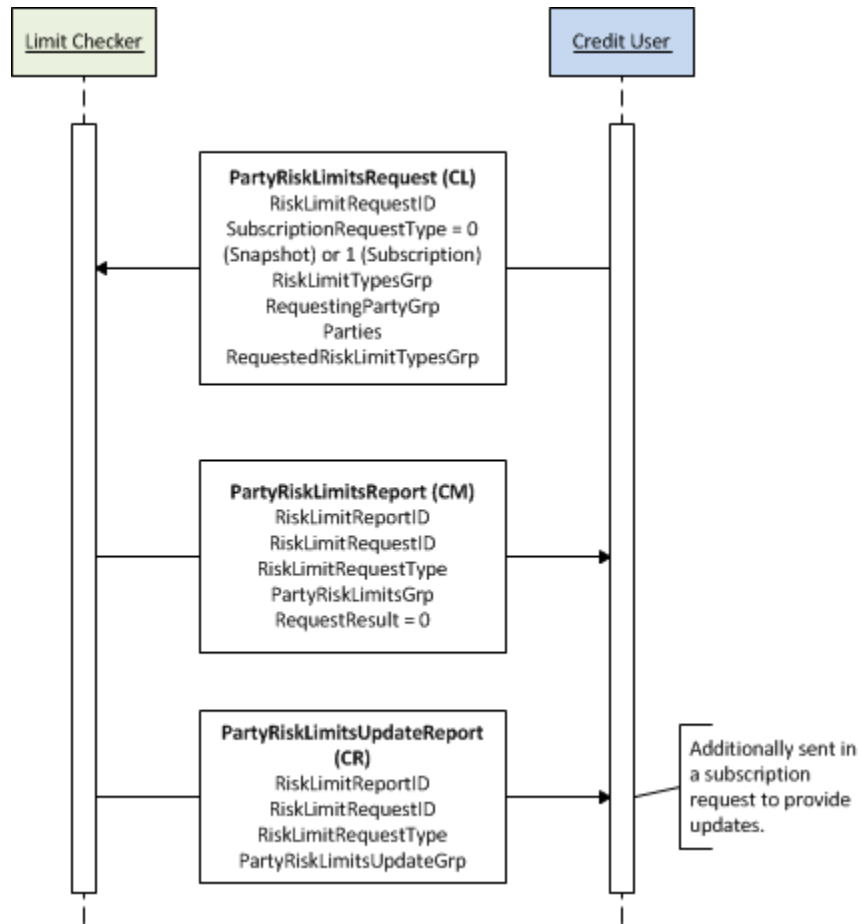 Limit Checker
Credit User
PartyRiskLimitsRequest (CL)
RiskLimitRequestID
SubscriptionRequestType = 0
(Snapshot) or 1 (Subscription)
RiskLimitTypesGrp
RequestingPartyGrp
Parties
RequestedRiskLimitTypesGrp
PartyRiskLimitsReport (CM)
RiskLimitReportID
RiskLimitRequestID
RiskLimitRequestType
PartyRiskLimitsGrp
RequestResult = 0
PartyRiskLimitsUpdateReport
(CR)
RiskLimitReportID
RiskLimitRequestID
RiskLimitRequestType
PartyRiskLimitsUpdateGrp
Additionally sent in
a subscription
request to provide
updates.